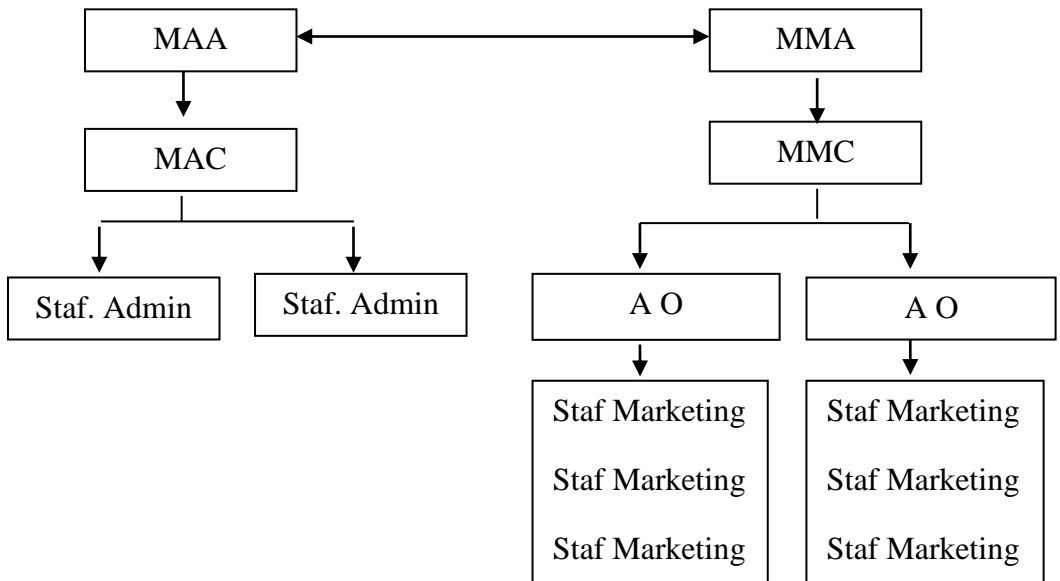 MAA
MMA
MAC
MMC
Staf. Admin
Staf. Admin
A O
A O
Staf Marketing
Staf Marketing
Staf Marketing
Staf Marketing
Staf Marketing
Staf Marketing